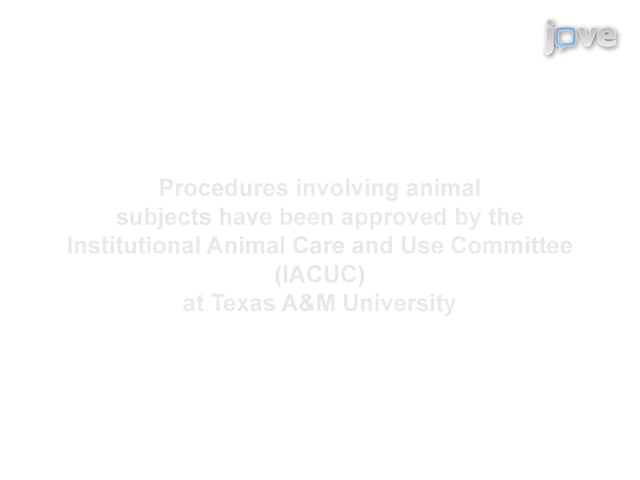 jove
Procedures involving animal
subjects have been approved by the
Institutional Animal Care and Use Committee
(IACUC)
at Texas A&M University